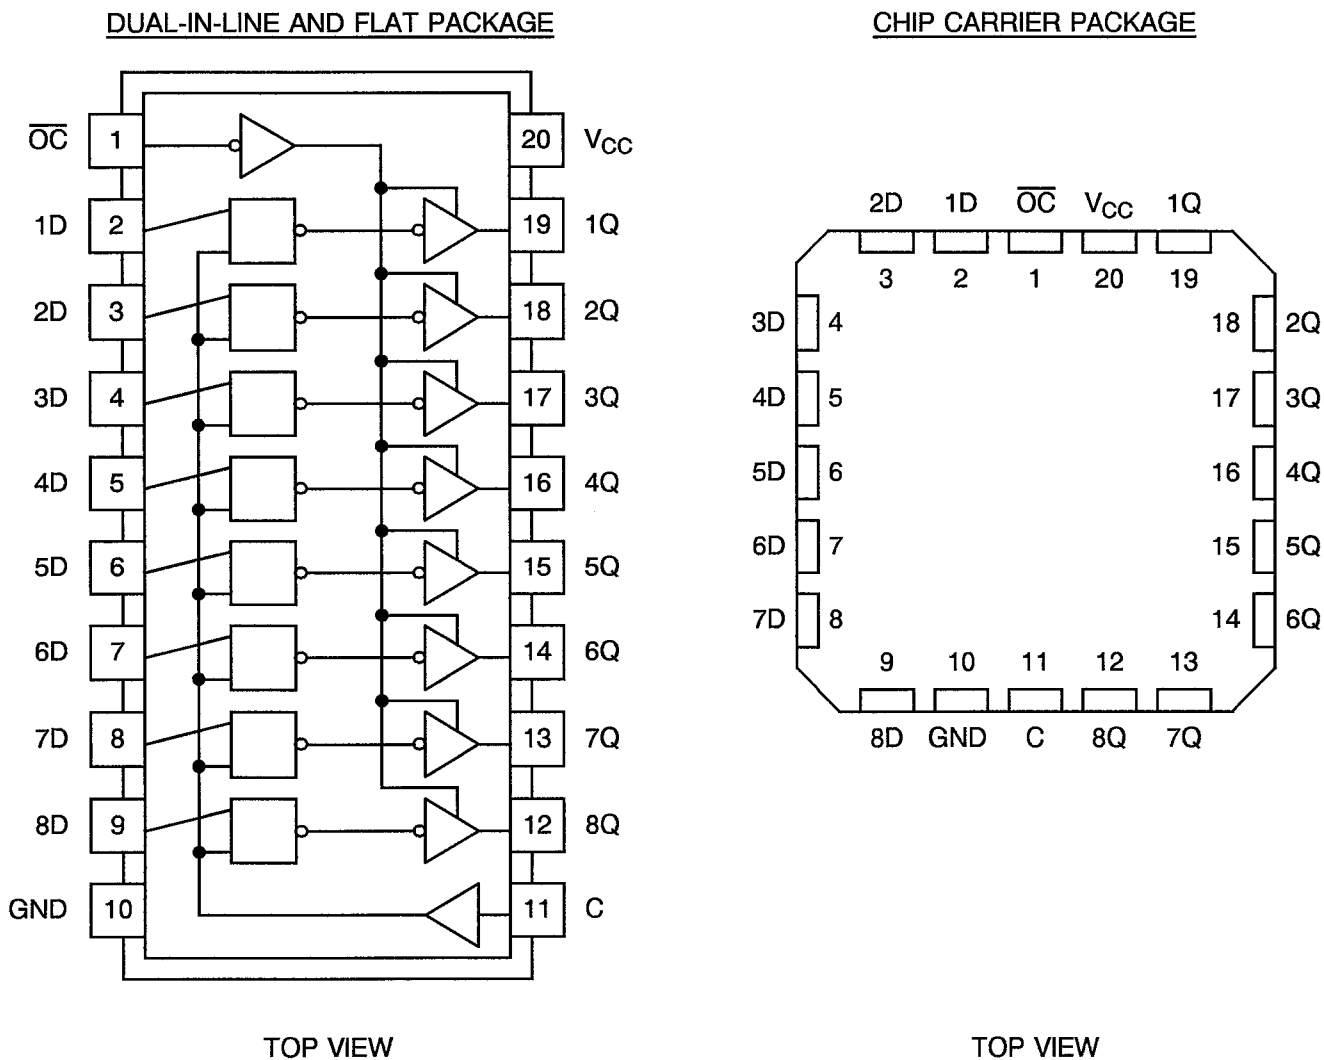 DUAL-IN-LINE AND FLAT PACKAGE
OC 1 20 VCC
1D 2 19 1Q
2D 3 18 2Q
3D 4 17 3Q
4D 5 16 4Q
5D 6 15 5Q
6D 7 14 6Q
7D 8 13 7Q
8D 9 12 8Q
GND 10 11 C
TOP VIEW
CHIP CARRIER PACKAGE
2D 1D OC VCC 1Q
3 2 1 20 19
3D 4 18 2Q
4D 5 17 3Q
5D 6 16 4Q
6D 7 15 5Q
7D 8 14 6Q
9 10 11 12 13
8D GND C 8Q 7Q
TOP VIEW